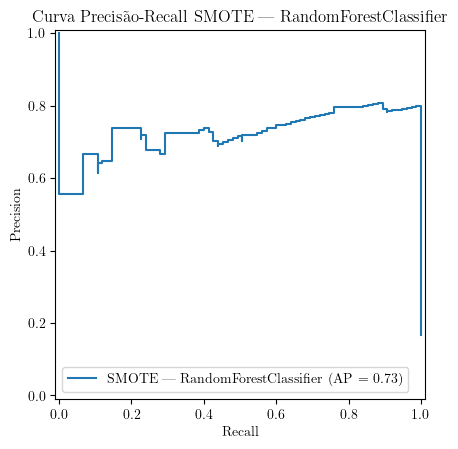 Curva Precisão-Recall SMOTE — RandomForestClassifier
1.0
0.8
0.6
0.4
0.2
0.0
Precision
SMOTE — RandomForestClassifier (AP = 0.73)
0.0 0.2 0.4 0.6 0.8 1.0
Recall